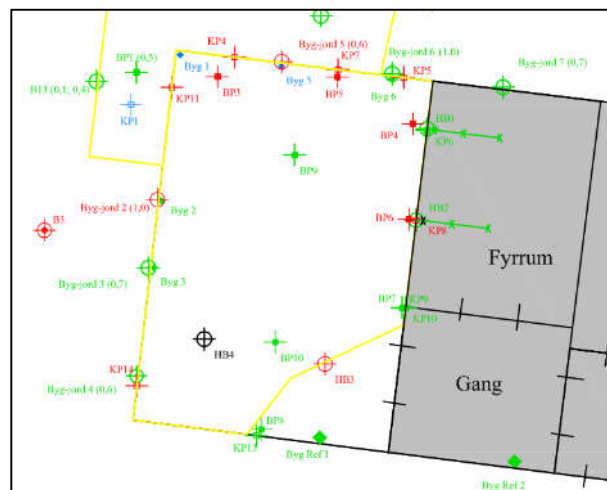 KP4
Byg-jord 5 (0,6)
KP7
Byg-jord 6 (1,0)
BP1 (0,5)
Byg 1
KP5
Byg-jord 7 (0,7)
B13 (0,1; 0,4)
KP11
BP3
Byg 5
BP5
Byg 6
KP1
BP4
HB1
KP6
BP9
Byg-jord 2 (1,0)
Byg 2
B3
BP6
HB2
KP8
Fyrrum
Byg-jord 3 (0,7)
Byg 3
BP7
KP9
KP10
HB4
BP10
KP14
HB3
Gang
Byg-jord 4 (0,6)
BP8
KP13
Byg Ref 1
Byg Ref 2